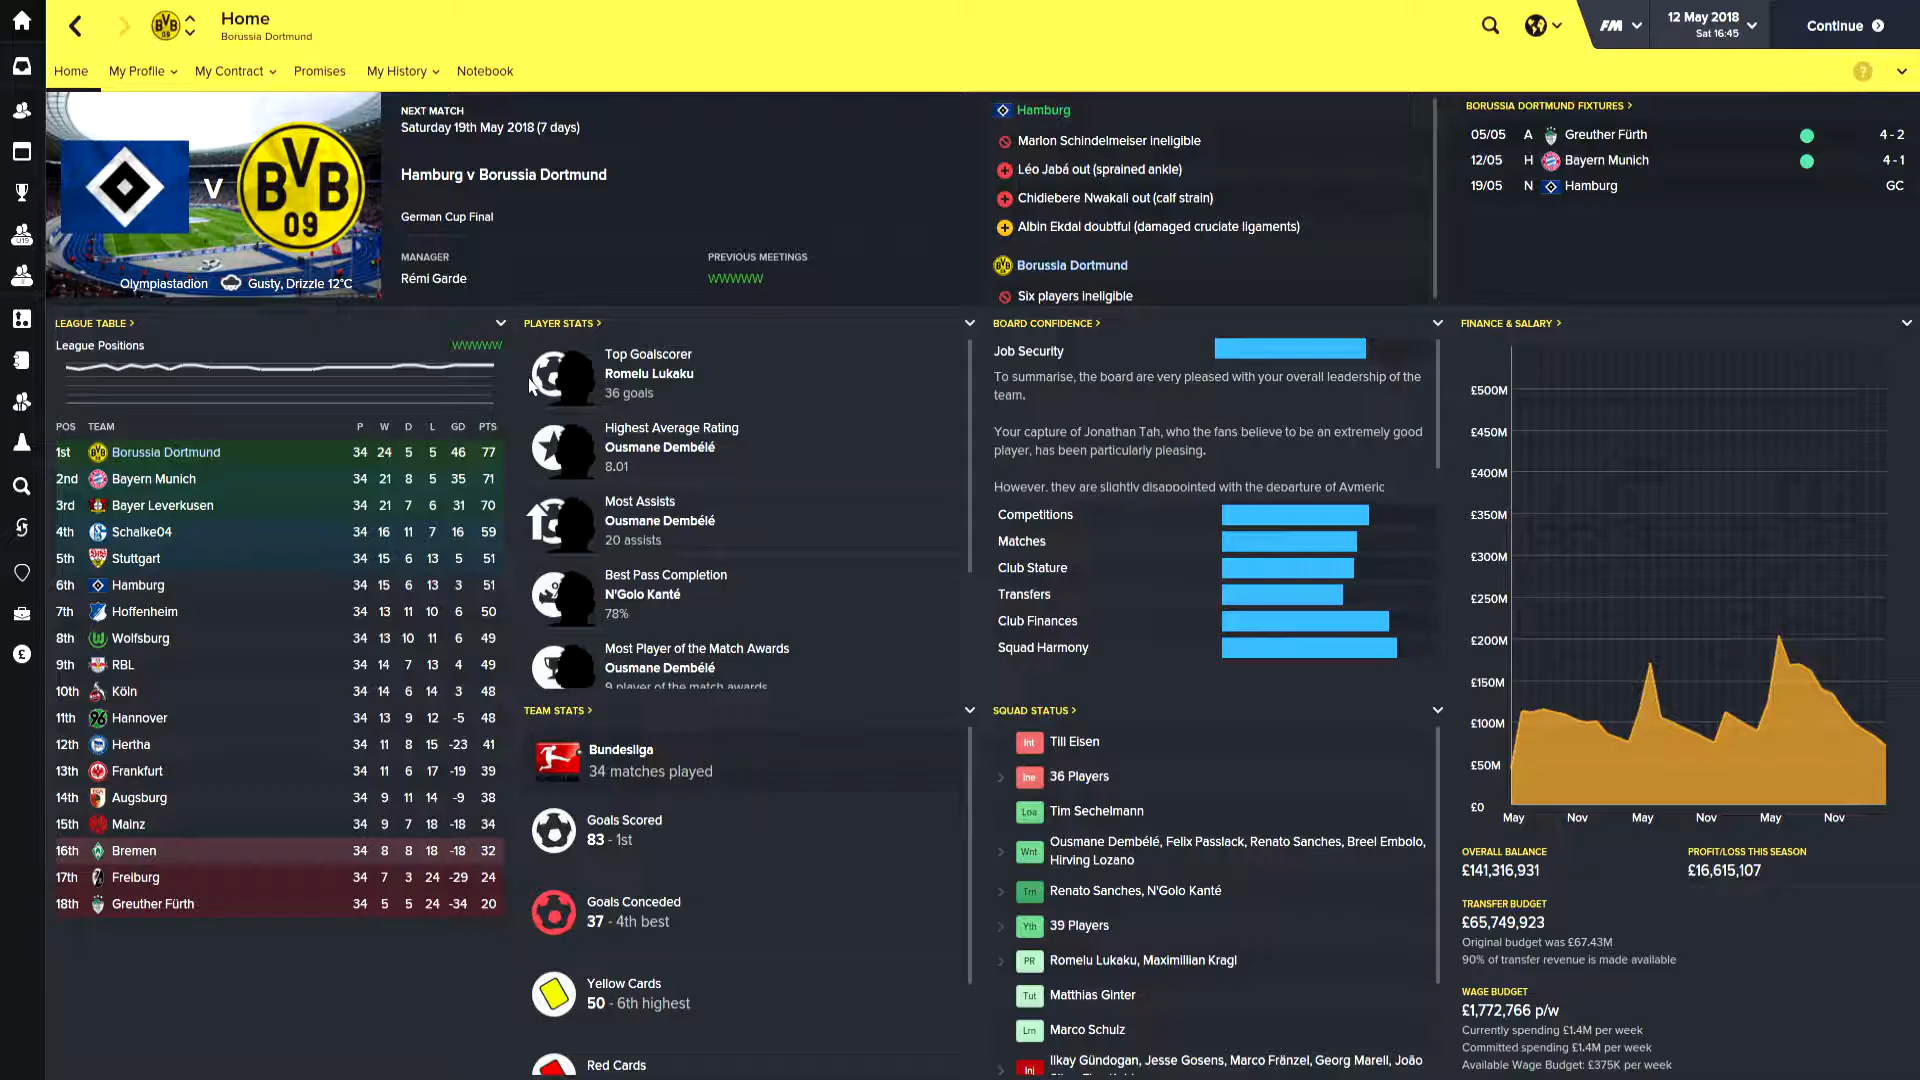 Home
Borussia Dortmund
FM
12 May 2018
Sat 16:45
Continue
Home
My Profile
My Contract
Promises
My History
Notebook
V
BVB
09
Olympiastadion
Gusty, Drizzle 12°C
NEXT MATCH
Saturday 19th May 2018 (7 days)
Hamburg v Borussia Dortmund
German Cup Final
MANAGER
PREVIOUS MEETINGS
Rémi Garde
WWWWW
Hamburg
Marlon Schindelmeiser ineligible
Léo Jabá out (sprained ankle)
Chidiebere Nwakali out (calf strain)
Albin Ekdal doubtful (damaged cruciate ligaments)
Borussia Dortmund
Six players ineligible
BORUSSIA DORTMUND FIXTURES >
05/05 A Greuther Fürth 4 - 2
12/05 H Bayern Munich 4 - 1
19/05 N Hamburg GC
LEAGUE TABLE >
League Positions WWWWW
POS TEAM P W D L GD PTS
1st Borussia Dortmund 34 24 5 5 46 77
2nd Bayern Munich 34 21 8 5 35 71
3rd Bayer Leverkusen 34 21 7 6 31 70
4th Schalke04 34 16 11 7 16 59
5th Stuttgart 34 15 6 13 5 51
6th Hamburg 34 15 6 13 3 51
7th Hoffenheim 34 13 11 10 6 50
8th Wolfsburg 34 13 10 11 6 49
9th RBL 34 14 7 13 4 49
10th Köln 34 14 6 14 3 48
11th Hannover 34 13 9 12 -5 48
12th Hertha 34 11 8 15 -23 41
13th Frankfurt 34 11 6 17 -19 39
14th Augsburg 34 9 11 14 -9 38
15th Mainz 34 9 7 18 -18 34
16th Bremen 34 8 8 18 -18 32
17th Freiburg 34 7 3 24 -29 24
18th Greuther Fürth 34 5 5 24 -34 20
PLAYER STATS >
Top Goalscorer
Romelu Lukaku
36 goals
Highest Average Rating
Ousmane Dembélé
8.01
Most Assists
Ousmane Dembélé
20 assists
Best Pass Completion
N'Golo Kanté
78%
Most Player of the Match Awards
Ousmane Dembélé
9 player of the match awards
TEAM STATS >
Bundesliga
34 matches played
Goals Scored
83 - 1st
Goals Conceded
37 - 4th best
Yellow Cards
50 - 6th highest
Red Cards
BOARD CONFIDENCE >
Job Security
To summarise, the board are very pleased with your overall leadership of the
team.
Your capture of Jonathan Tah, who the fans believe to be an extremely good
player, has been particularly pleasing.
However, they are slightly disappointed with the departure of Aymeric
Competitions
Matches
Club Stature
Transfers
Club Finances
Squad Harmony
SQUAD STATUS >
Int Till Eisen
Ine 36 Players
Loa Tim Sechelmann
Wnt Ousmane Dembélé, Felix Passlack, Renato Sanches, Breel Embolo,
Hirving Lozano
Trn Renato Sanches, N'Golo Kanté
Yth 39 Players
PR Romelu Lukaku, Maximillian Kragl
Tut Matthias Ginter
Lrn Marco Schulz
Inj Ilkay Gündogan, Jesse Gosens, Marco Fränzel, Georg Marell, João
FINANCE & SALARY >
£500M
£450M
£400M
£350M
£300M
£250M
£200M
£150M
£100M
£50M
£0
May Nov May Nov May Nov
OVERALL BALANCE
£141,316,931
PROFIT/LOSS THIS SEASON
£16,615,107
TRANSFER BUDGET
£65,749,923
Original budget was £67.43M
90% of transfer revenue is made available
WAGE BUDGET
£1,772,766 p/w
Currently spending £1.4M per week
Committed spending £1.4M per week
Available Wage Budget: £375K per week